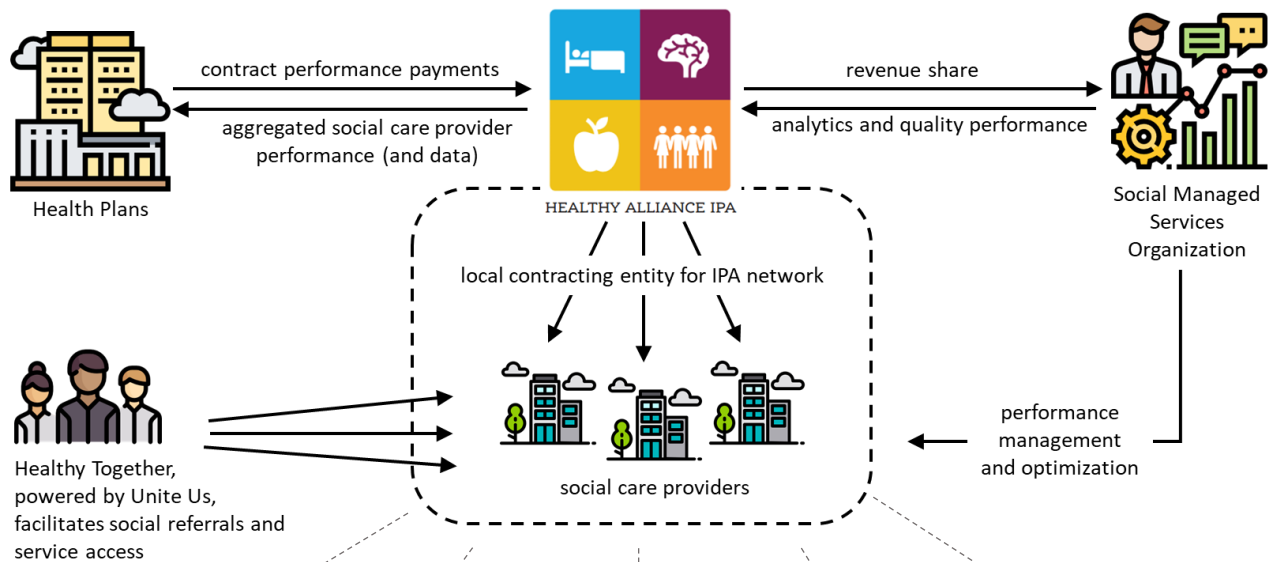 contract performance payments
aggregated social care provider
performance (and data)
Health Plans
HEALTHY ALLIANCE IPA
revenue share
analytics and quality performance
Social Managed
Services
Organization
local contracting entity for IPA network
social care providers
Healthy Together,
powered by Unite Us,
facilitates social referrals and
service access
performance
management
and optimization